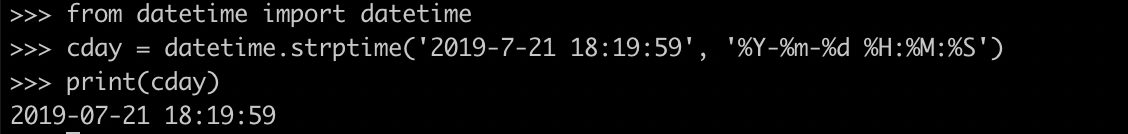 >>> from datetime import datetime
>>> cday = datetime.strptime('2019-7-21 18:19:59', '%Y-%m-%d %H:%M:%S')
>>> print(cday)
2019-07-21 18:19:59